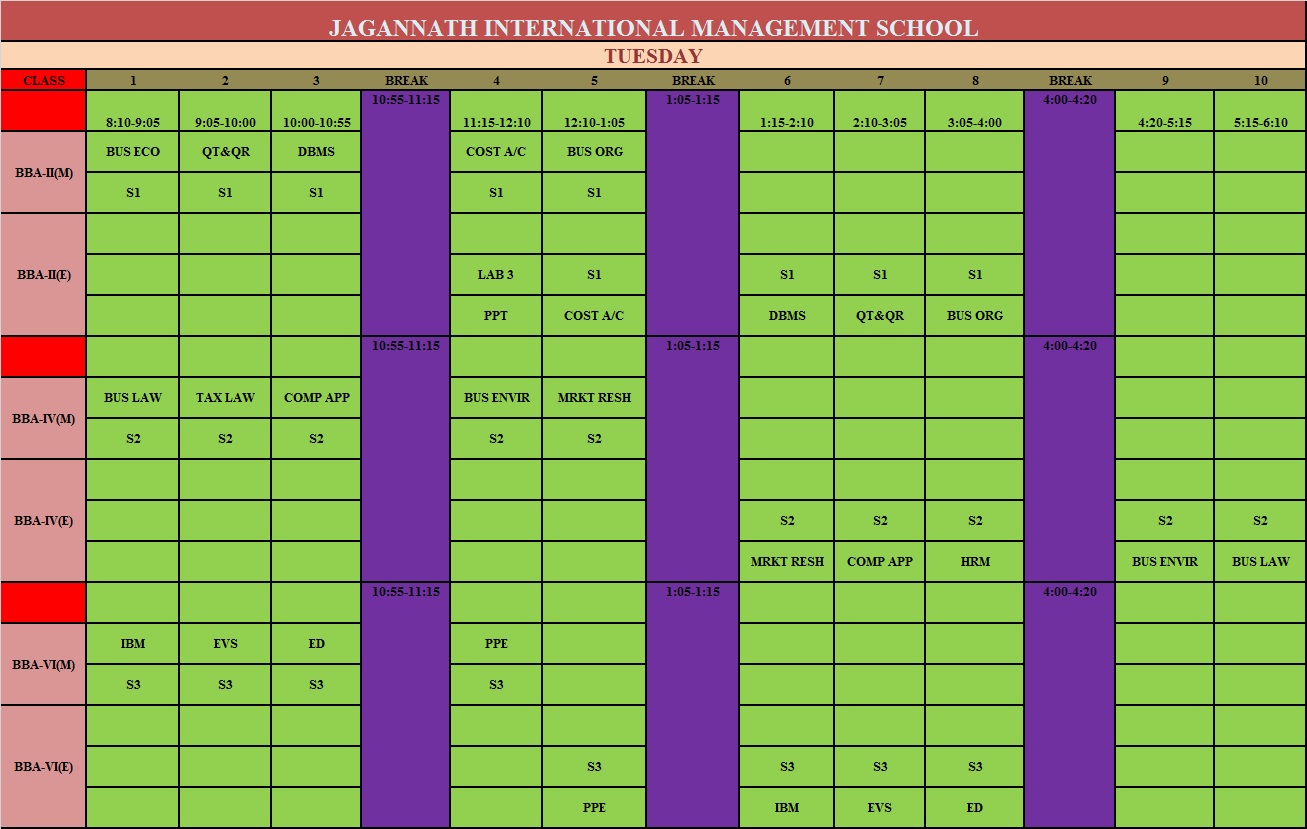 JAGANNATH INTERNATIONAL MANAGEMENT SCHOOL
TUESDAY
CLASS 1 2 3 BREAK 4 5 BREAK 6 7 8 BREAK 9 10
10:55-11:15 1:05-1:15 4:00-4:20
8:10-9:05 9:05-10:00 10:00-10:55 11:15-12:10 12:10-1:05 1:15-2:10 2:10-3:05 3:05-4:00 4:20-5:15 5:15-6:10
BUS ECO QT&QR DBMS COST A/C BUS ORG
BBA-II(M)
S1 S1 S1 S1 S1
BBA-II(E) LAB 3 S1 S1 S1 S1
PPT COST A/C DBMS QT&QR BUS ORG
10:55-11:15 1:05-1:15 4:00-4:20
BUS LAW TAX LAW COMP APP BUS ENVIR MRKT RESH
BBA-IV(M)
S2 S2 S2 S2 S2
BBA-IV(E) S2 S2 S2 S2 S2
MRKT RESH COMP APP HRM BUS ENVIR BUS LAW
10:55-11:15 1:05-1:15 4:00-4:20
IBM EVS ED PPE
BBA-VI(M)
S3 S3 S3 S3
BBA-VI(E) S3 S3 S3 S3
PPE IBM EVS ED